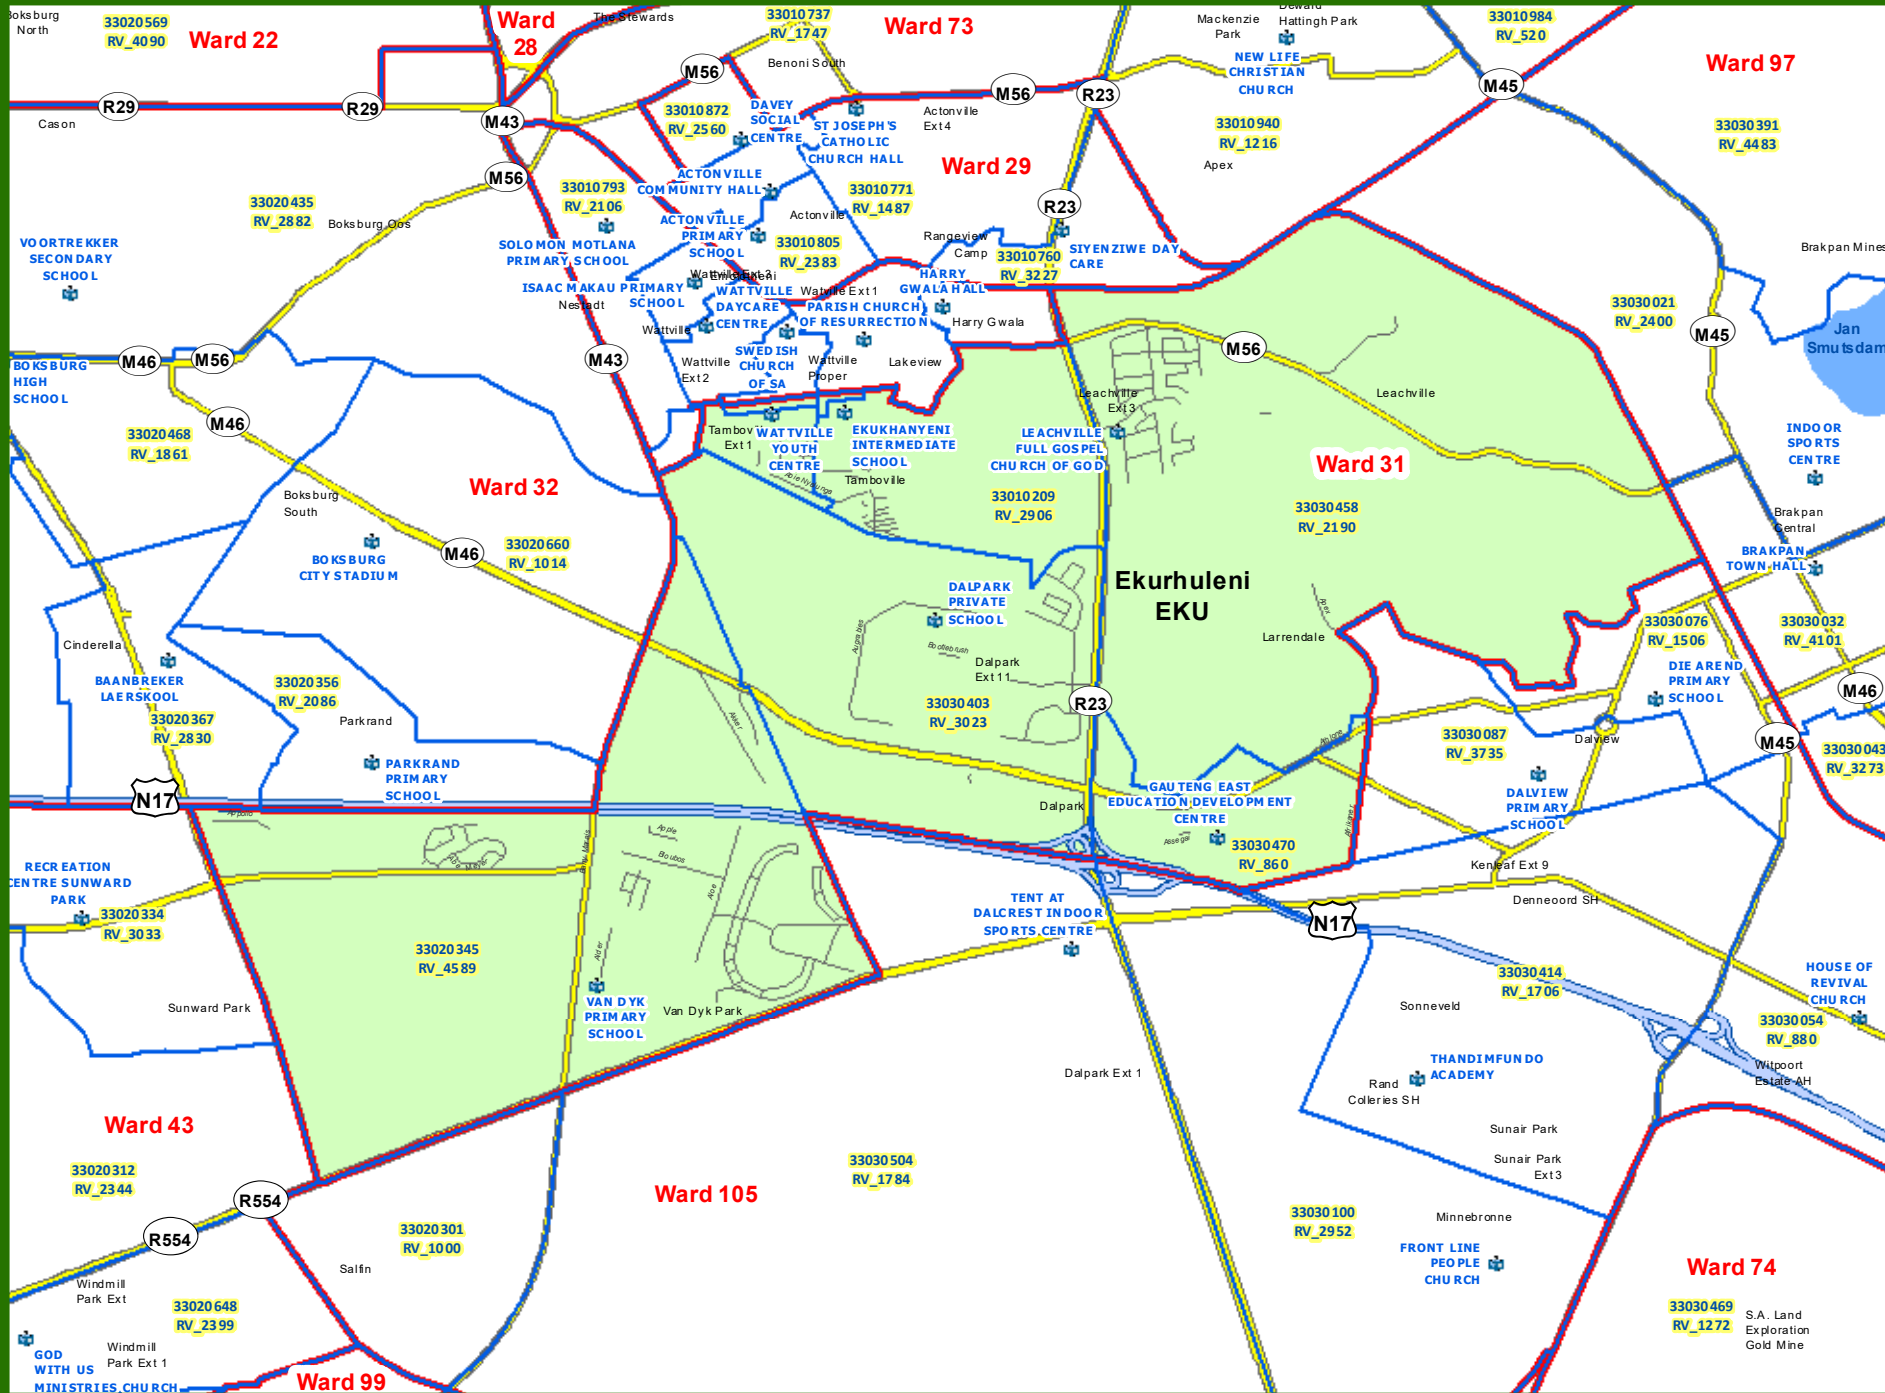 Boksburg
North
33020569
RV_4090
Ward 22
Ward
28
The Stewards
33010737
RV_1747
Ward 73
Mackenzie
Park
Deward
Hattingh Park
33010984
RV_520
Ward 97
M56
Benoni South
NEW LIFE
CHRISTIAN
CHURCH
M45
R29
R29
M43
M56
R23
Cason
33010872
RV_2560
DAVEY
SOCIAL
CENTRE
ST JOSEPH'S
CATHOLIC
CHURCH HALL
Actonville
Ext 4
33010940
RV_1216
33030391
RV_4483
Ward 29
Apex
M56
33010793
RV_2106
ACTONVILLE
COMMUNITY HALL
33010771
RV_1487
R23
33020435
RV_2882
Boksburg Oos
ACTONVILLE
PRIMARY
SCHOOL
Actonville
33010805
RV_2383
Rangeview
Camp
33010760
RV_3227
SIYENZIWE DAY
CARE
Brakpan Mines
VOORTREKKER
SECONDARY
SCHOOL
SOLOMON MOTLANA
PRIMARY SCHOOL
Wattville Ext 3
ISAAC MAKAU PRIMARY
SCHOOL
Nestadt
WATTVILLE
DAYCARE
CENTRE
Watville Ext 1
PARISH CHURCH
OF RESURRECTION
HARRY
GWALA HALL
Harry Gwala
33030021
RV_2400
M45
Jan
Smutsdam
Wattville
M46
M56
M43
Wattville
Ext 2
SWEDISH
CHURCH
OF SA
Wattville
Proper
Lakeview
M56
BOKSBURG
HIGH
SCHOOL
Leachville
Ext 3
Leachville
M46
33020468
RV_1861
Tambov
Ext 1
WATTVILLE
YOUTH
CENTRE
EKUKHANYENI
INTERMEDIATE
SCHOOL
Tamboville
LEACHVILLE
FULL GOSPEL
CHURCH OF GOD
Ward 31
INDOOR
SPORTS
CENTRE
Ward 32
Boksburg
South
33010209
RV_2906
33030458
RV_2190
Brakpan
Central
BOKSBURG
CITY STADIUM
M46
33020660
RV_1014
BRAKPAN
TOWN HALL
Ekurhuleni
EKU
DALPARK
PRIVATE
SCHOOL
Apex
Larrendale
33030076
RV_1506
33030032
RV_4101
Cinderella
Augrabies
Bottlebrush
Dalpark
Ext 11
BAANBREKER
LAERSKOOL
33020356
RV_2086
DIE AREND
PRIMARY
SCHOOL
M46
33020367
RV_2830
Parkrand
Akker
33030403
RV_3023
R23
33030087
RV_3735
Dalview
M45
33030043
RV_3273
PARKRAND
PRIMARY
SCHOOL
N17
Dalpark
GAUTENG EAST
EDUCATION DEVELOPMENT
CENTRE
DALVIEW
PRIMARY
SCHOOL
Appollo
Abe Meyer
Apple
Boubos
Aloe
Assegai
33030470
RV_860
Kenleaf Ext 9
RECREATION
CENTRE SUNWARD
PARK
33020334
RV_3033
TENT AT
DALCREST INDOOR
SPORTS CENTRE
N17
Denneoord SH
33020345
RV_4589
Alder
33030414
RV_1706
HOUSE OF
REVIVAL
CHURCH
Sunward Park
VAN DYK
PRIMARY
SCHOOL
Van Dyk Park
Sonneveld
33030054
RV_880
Dalpark Ext 1
THANDIMFUNDO
ACADEMY
Rand
Colleries SH
Witpoort
Estate AH
Ward 43
Sunair Park
33020312
RV_2344
33030504
RV_1784
Sunair Park
Ext 3
R554
Ward 105
R554
33020301
RV_1000
33030100
RV_2952
Minnebronne
Salfin
FRONT LINE
PEOPLE
CHURCH
Ward 74
Windmill
Park Ext
33020648
RV_2399
33030469
RV_1272
S.A. Land
Exploration
Gold Mine
GOD
WITH US
MINISTRIES CHURCH
Windmill
Park Ext 1
Ward 99